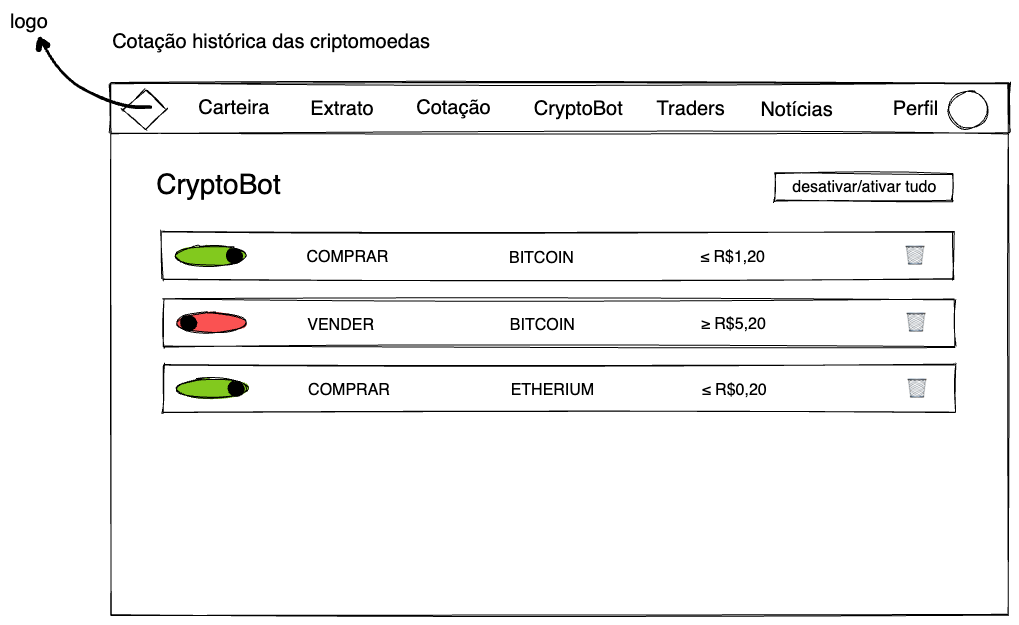 logo
Cotação histórica das criptomoedas
Carteira Extrato Cotação CryptoBot Traders Notícias Perfil
CryptoBot
desativar/ativar tudo
COMPRAR BITCOIN ≤ R$1,20
VENDER BITCOIN ≥ R$5,20
COMPRAR ETHERIUM ≤ R$0,20